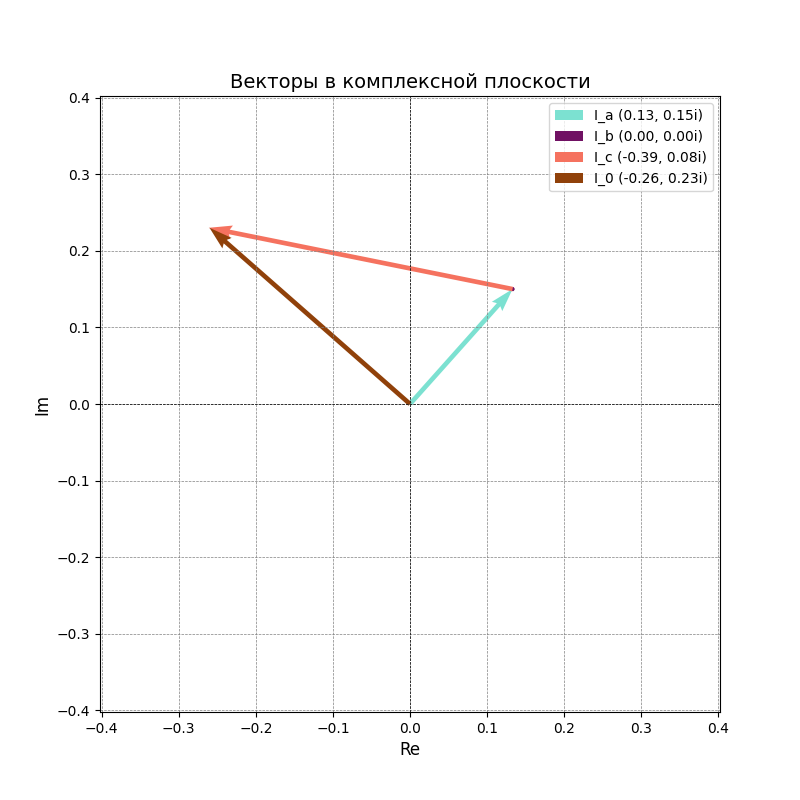 Векторы в комплексной плоскости
I_a (0.13, 0.15i)
I_b (0.00, 0.00i)
I_c (-0.39, 0.08i)
I_0 (-0.26, 0.23i)
0.4
0.3
0.2
0.1
0.0
−0.1
−0.2
−0.3
−0.4
Im
−0.4 −0.3 −0.2 −0.1 0.0 0.1 0.2 0.3 0.4
Re